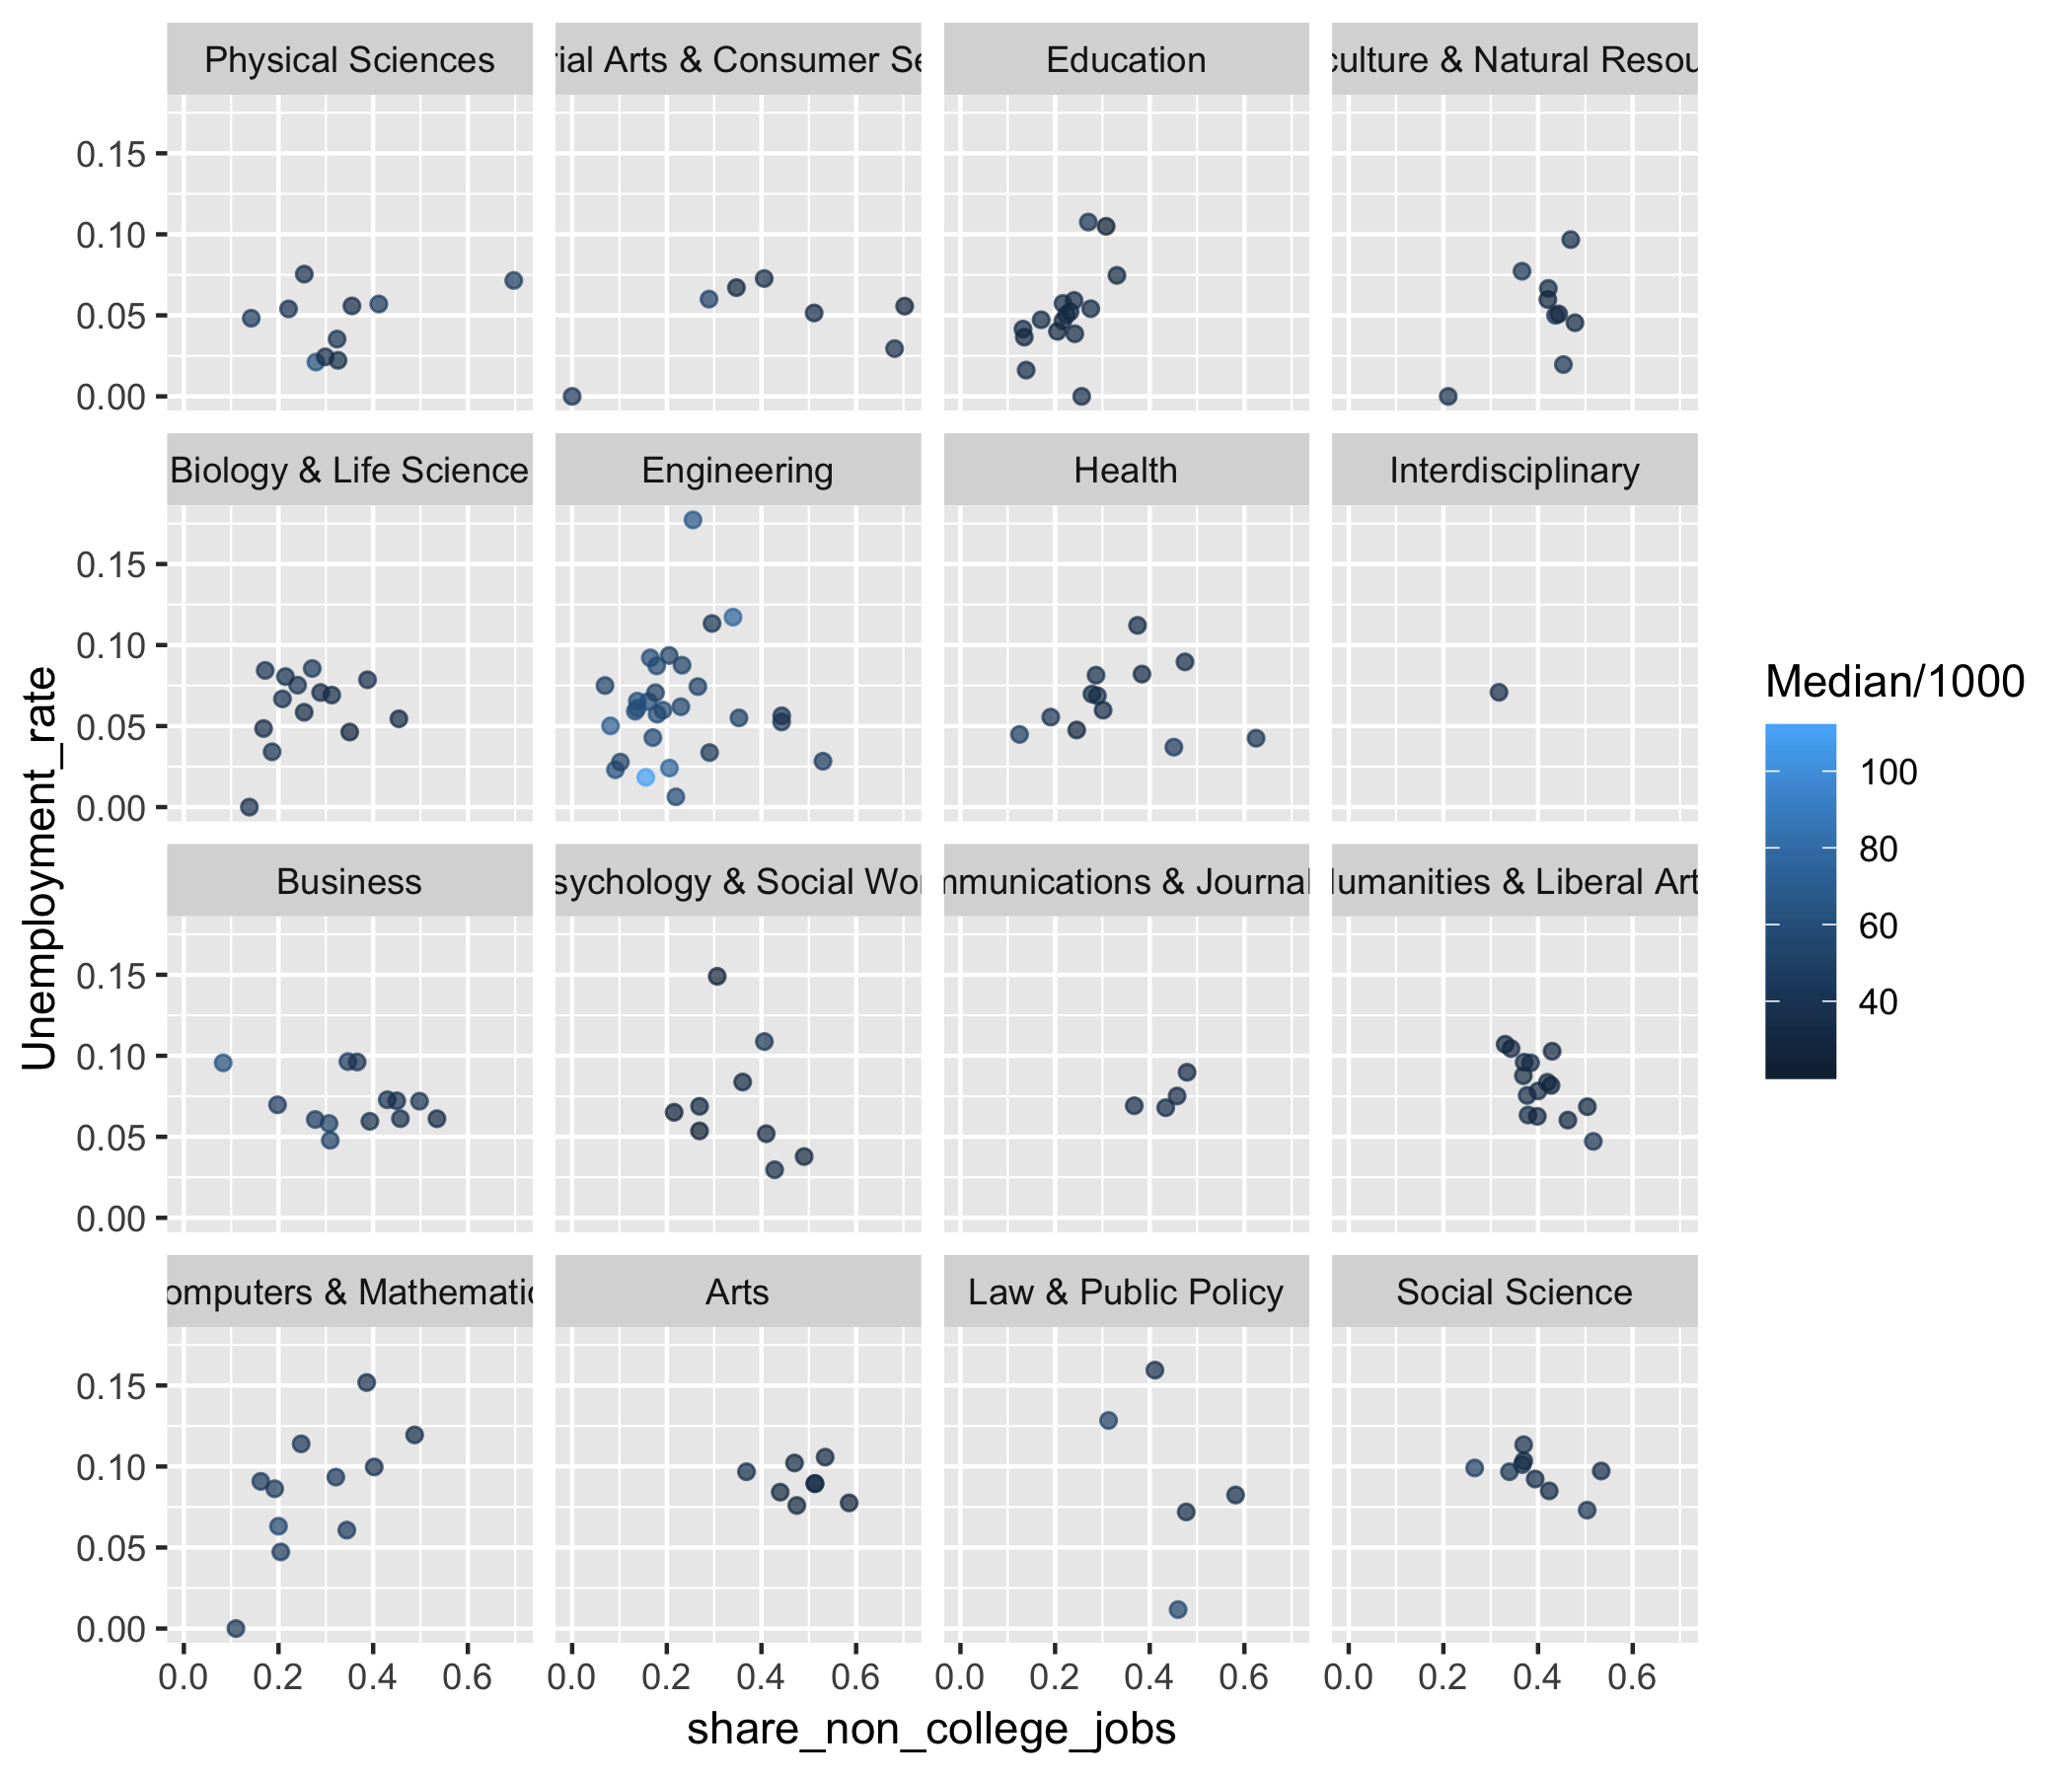 Physical Sciences
rial Arts & Consumer Se
Education
culture & Natural Resou
0.15
0.10
0.05
0.00
Biology & Life Science
Engineering
Health
Interdisciplinary
0.15
0.10
0.05
0.00
Business
sychology & Social Wor
mmunications & Journal
Humanities & Liberal Art
0.15
0.10
0.05
0.00
omputers & Mathematic
Arts
Law & Public Policy
Social Science
0.15
0.10
0.05
0.00
0.0 0.2 0.4 0.6
0.0 0.2 0.4 0.6
0.0 0.2 0.4 0.6
0.0 0.2 0.4 0.6
share_non_college_jobs
Unemployment_rate
Median/1000
100
80
60
40